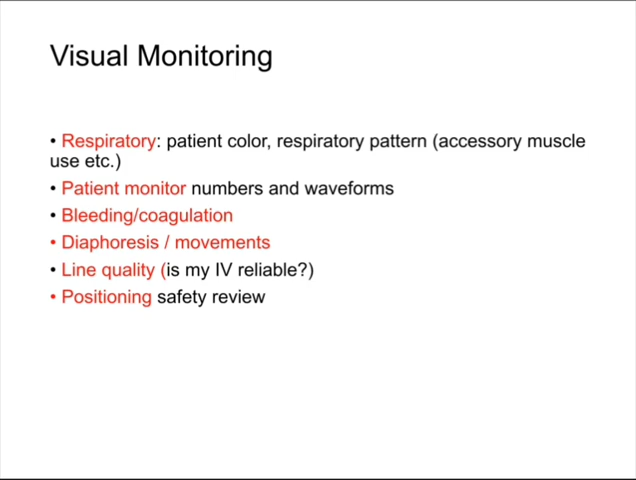 Visual Monitoring
• Respiratory: patient color, respiratory pattern (accessory muscle
use etc.)
• Patient monitor numbers and waveforms
• Bleeding/coagulation
• Diaphoresis / movements
• Line quality (is my IV reliable?)
• Positioning safety review